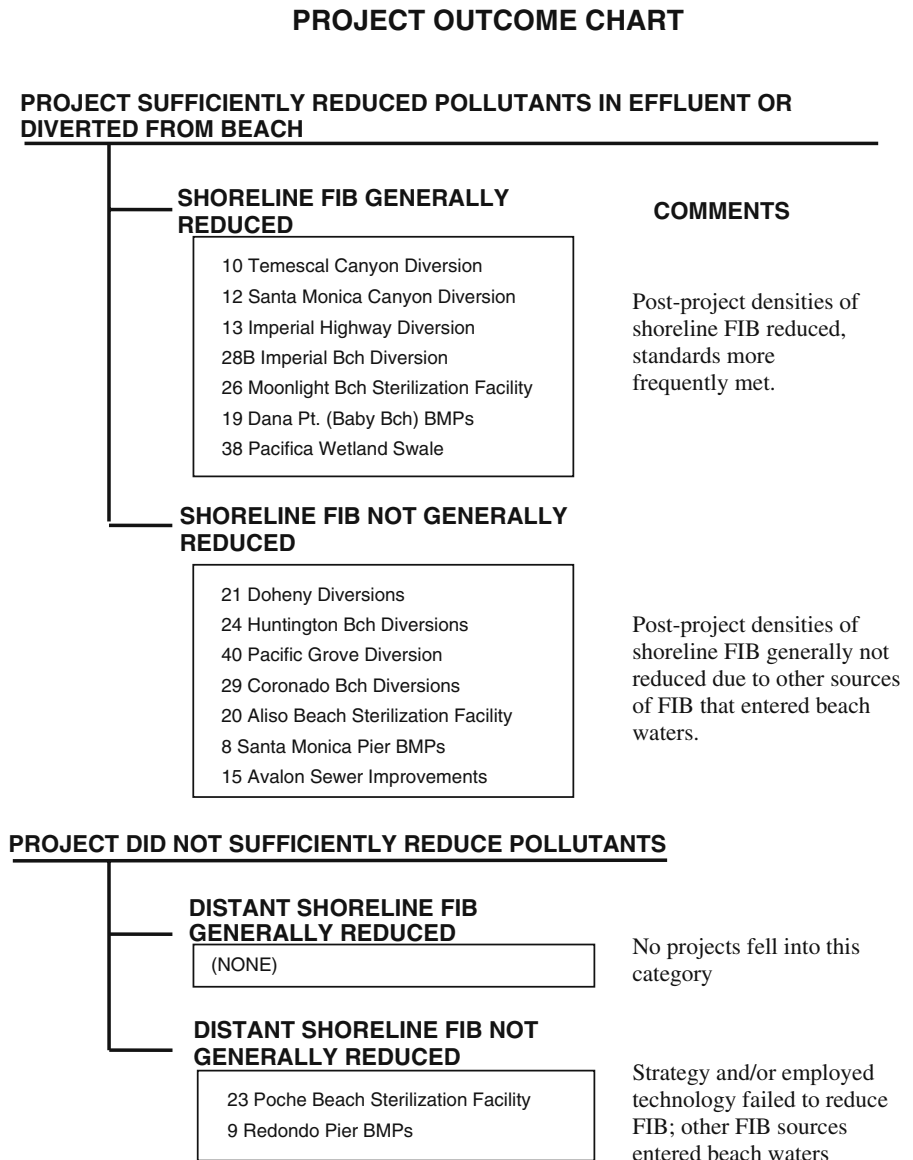 PROJECT OUTCOME CHART
PROJECT SUFFICIENTLY REDUCED POLLUTANTS IN EFFLUENT OR
DIVERTED FROM BEACH
SHORELINE FIB GENERALLY
REDUCED
COMMENTS
10 Temescal Canyon Diversion
12 Santa Monica Canyon Diversion
13 Imperial Highway Diversion
28B Imperial Bch Diversion
26 Moonlight Bch Sterilization Facility
19 Dana Pt. (Baby Bch) BMPs
38 Pacifica Wetland Swale
Post-project densities of
shoreline FIB reduced,
standards more
frequently met.
SHORELINE FIB NOT GENERALLY
REDUCED
21 Doheny Diversions
24 Huntington Bch Diversions
40 Pacific Grove Diversion
29 Coronado Bch Diversions
20 Aliso Beach Sterilization Facility
8 Santa Monica Pier BMPs
15 Avalon Sewer Improvements
Post-project densities of
shoreline FIB generally not
reduced due to other sources
of FIB that entered beach
waters.
PROJECT DID NOT SUFFICIENTLY REDUCE POLLUTANTS
DISTANT SHORELINE FIB
GENERALLY REDUCED
(NONE)
No projects fell into this
category
DISTANT SHORELINE FIB NOT
GENERALLY REDUCED
23 Poche Beach Sterilization Facility
9 Redondo Pier BMPs
Strategy and/or employed
technology failed to reduce
FIB; other FIB sources
entered beach waters